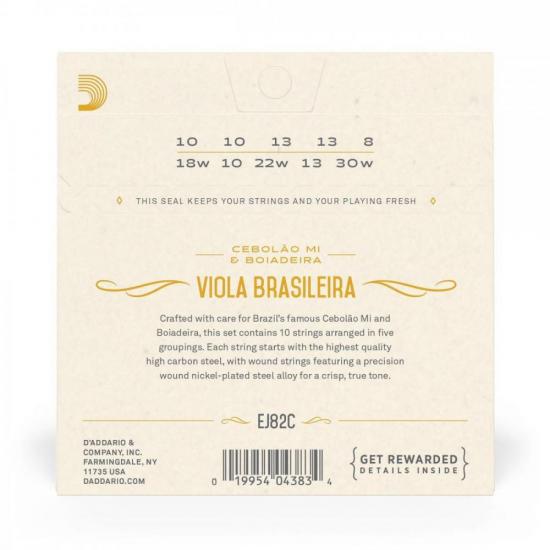 10 10 13 13 8
18w 10 22w 13 30w
THIS SEAL KEEPS YOUR STRINGS AND YOUR PLAYING FRESH
CEBOLÃO MI
& BOIADEIRA
VIOLA BRASILEIRA
Crafted with care for Brazil's famous Cebolão Mi and
Boiadeira, this set contains 10 strings arranged in five
groupings. Each string starts with the highest quality
high carbon steel, with wound strings featuring a precision
wound nickel-plated steel alloy for a crisp, true tone.
EJ82C
D'ADDARIO &
COMPANY, INC.
FARMINGDALE, NY
11735 USA
DADDARIO.COM
0 19954 04383 4
GET REWARDED
DETAILS INSIDE